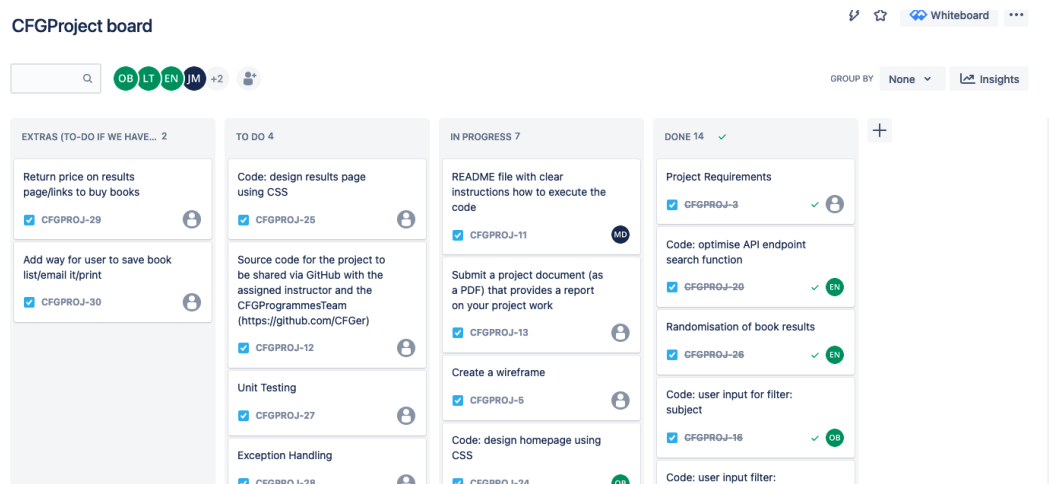 CFGProject board
Whiteboard
OB LT EN JM +2
GROUP BY None
Insights
EXTRAS (TO-DO IF WE HAVE... 2
Return price on results
page/links to buy books
CFGPROJ-29
Add way for user to save book
list/email it/print
CFGPROJ-30
TO DO 4
Code: design results page
using CSS
CFGPROJ-25
Source code for the project to
be shared via GitHub with the
assigned instructor and the
CFGProgrammesTeam
(https://github.com/CFGer)
CFGPROJ-12
Unit Testing
CFGPROJ-27
Exception Handling
CFGPROJ-28
IN PROGRESS 7
README file with clear
instructions how to execute the
code
CFGPROJ-11 MD
Submit a project document (as
a PDF) that provides a report
on your project work
CFGPROJ-13
Create a wireframe
CFGPROJ-5
Code: design homepage using
CSS
CFGPROJ-24 OB
DONE 14
Project Requirements
CFGPROJ-3
Code: optimise API endpoint
search function
CFGPROJ-20 EN
Randomisation of book results
CFGPROJ-26 EN
Code: user input for filter:
subject
CFGPROJ-16 OB
Code: user input filter: